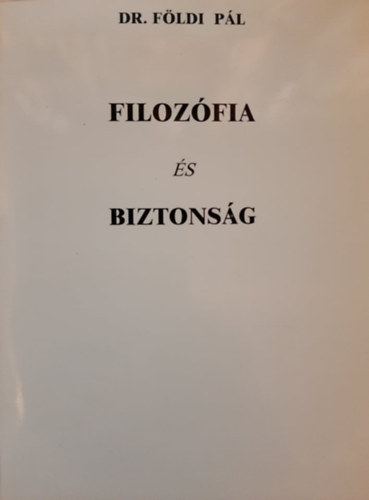 DR. FÖLDI PÁL
FILOZÓFIA
ÉS
BIZTONSÁG